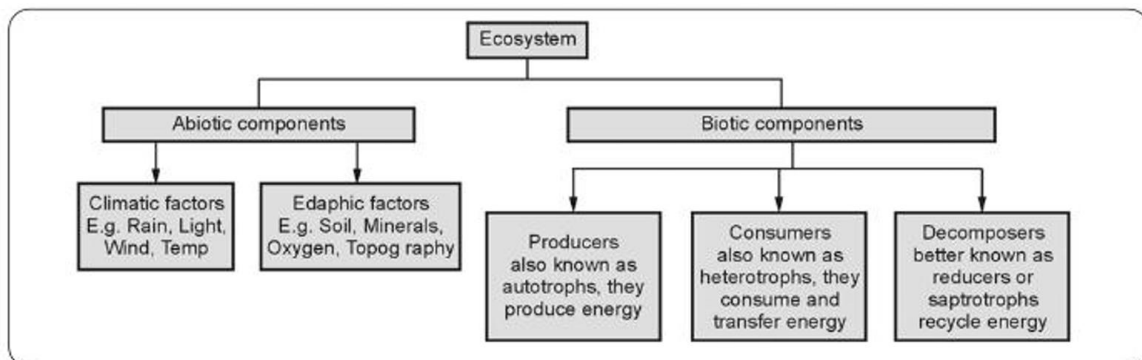 Ecosystem
Abiotic components
Biotic components
Climatic factors
E.g. Rain, Light,
Wind, Temp
Edaphic factors
E.g. Soil, Minerals,
Oxygen, Topog raphy
Producers
also known as
autotrophs, they
produce energy
Consumers
also known as
heterotrophs, they
consume and
transfer energy
Decomposers
better known as
reducers or
saptrotrophs
recycle energy